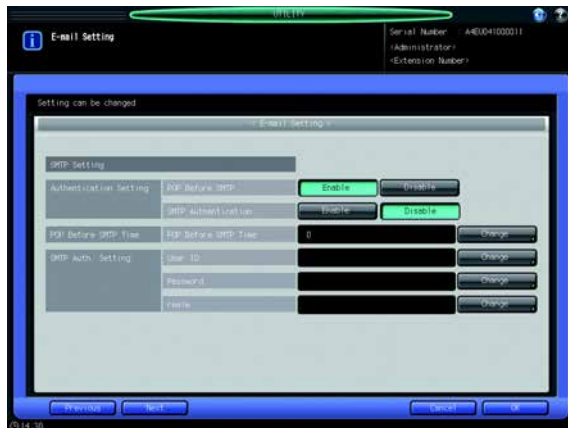 UTILITY
E-mail Setting
Serial Number : A4EU041000011
<Administrator>
<Extension Number>
Setting can be changed
< E-mail Setting >
SMTP Setting
Authentication Setting POP Before SMTP Enable Disable
SMTP Authentication Enable Disable
POP Before SMTP Time POP Before SMTP Time 0 Change
SMTP Auth. Setting User ID Change
Password Change
realm Change
Previous Next Cancel OK
14:30